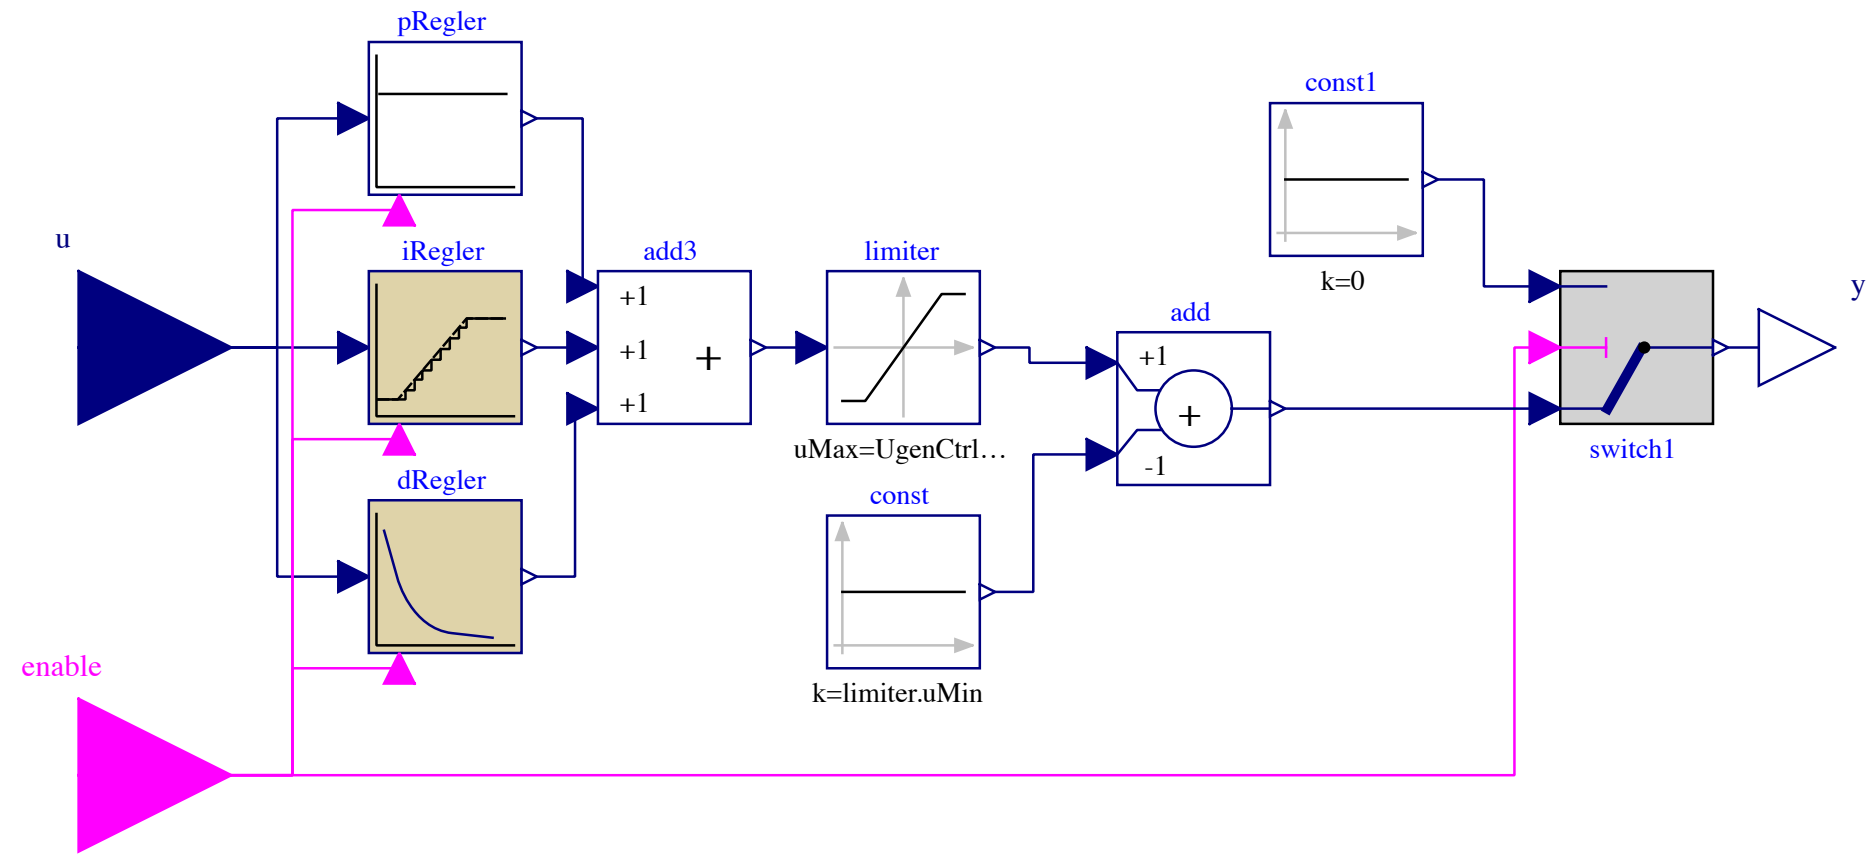 pRegler
const1
u
iRegler
add3
limiter
k=0
y
+1
+1
+1
+
add
+1
+
-1
uMax=UgenCtrl...
switch1
dRegler
const
enable
k=limiter.uMin